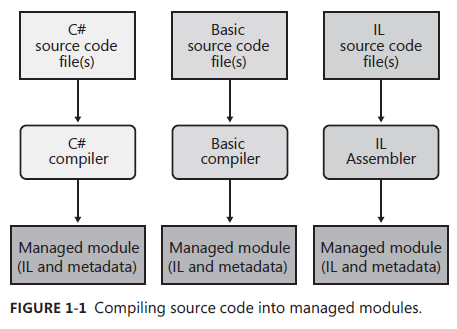 C#
source code
file(s)
Basic
source code
file(s)
IL
source code
file(s)
C#
compiler
Basic
compiler
IL
Assembler
Managed module
(IL and metadata)
Managed module
(IL and metadata)
Managed module
(IL and metadata)
FIGURE 1-1 Compiling source code into managed modules.